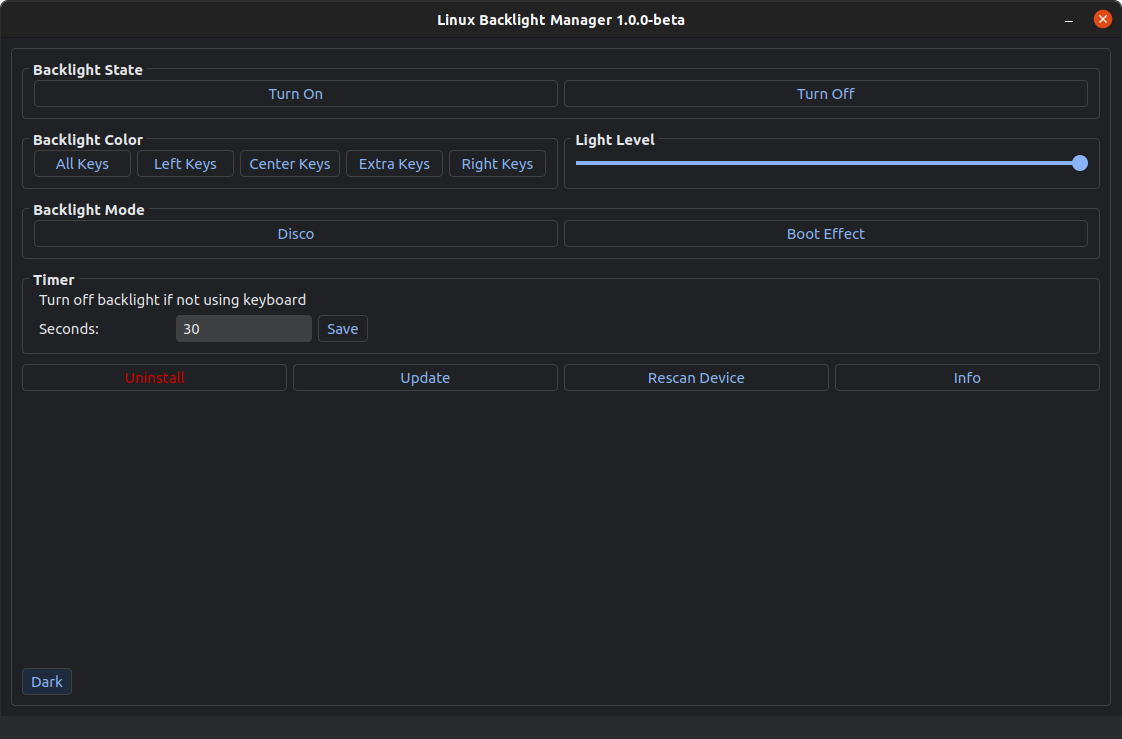 Linux Backlight Manager 1.0.0-beta
Backlight State
Turn On Turn Off
Backlight Color Light Level
All Keys Left Keys Center Keys Extra Keys Right Keys
Backlight Mode
Disco Boot Effect
Timer
Turn off backlight if not using keyboard
Seconds: 30 Save
Uninstall Update Rescan Device Info
Dark